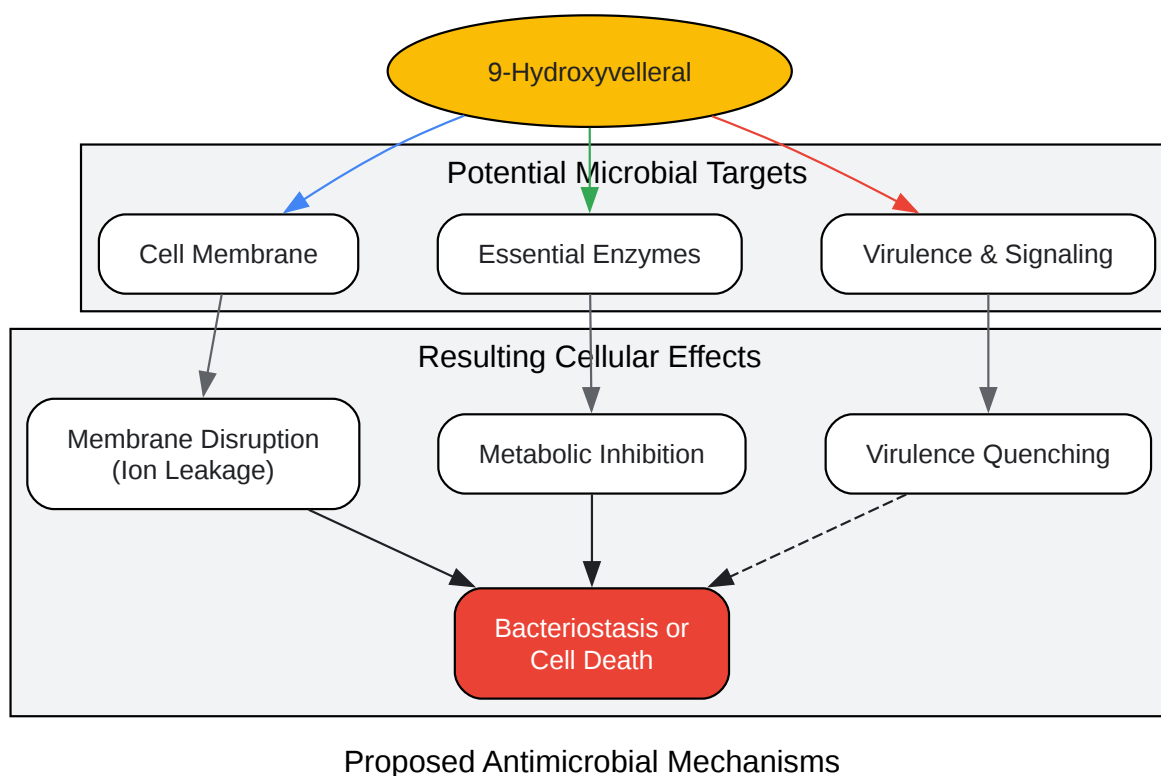 9-Hydroxyvelleral
Potential Microbial Targets
Cell Membrane
Essential Enzymes
Virulence & Signaling
Resulting Cellular Effects
Membrane Disruption
(Ion Leakage)
Metabolic Inhibition
Virulence Quenching
Bacteriostasis or
Cell Death
Proposed Antimicrobial Mechanisms